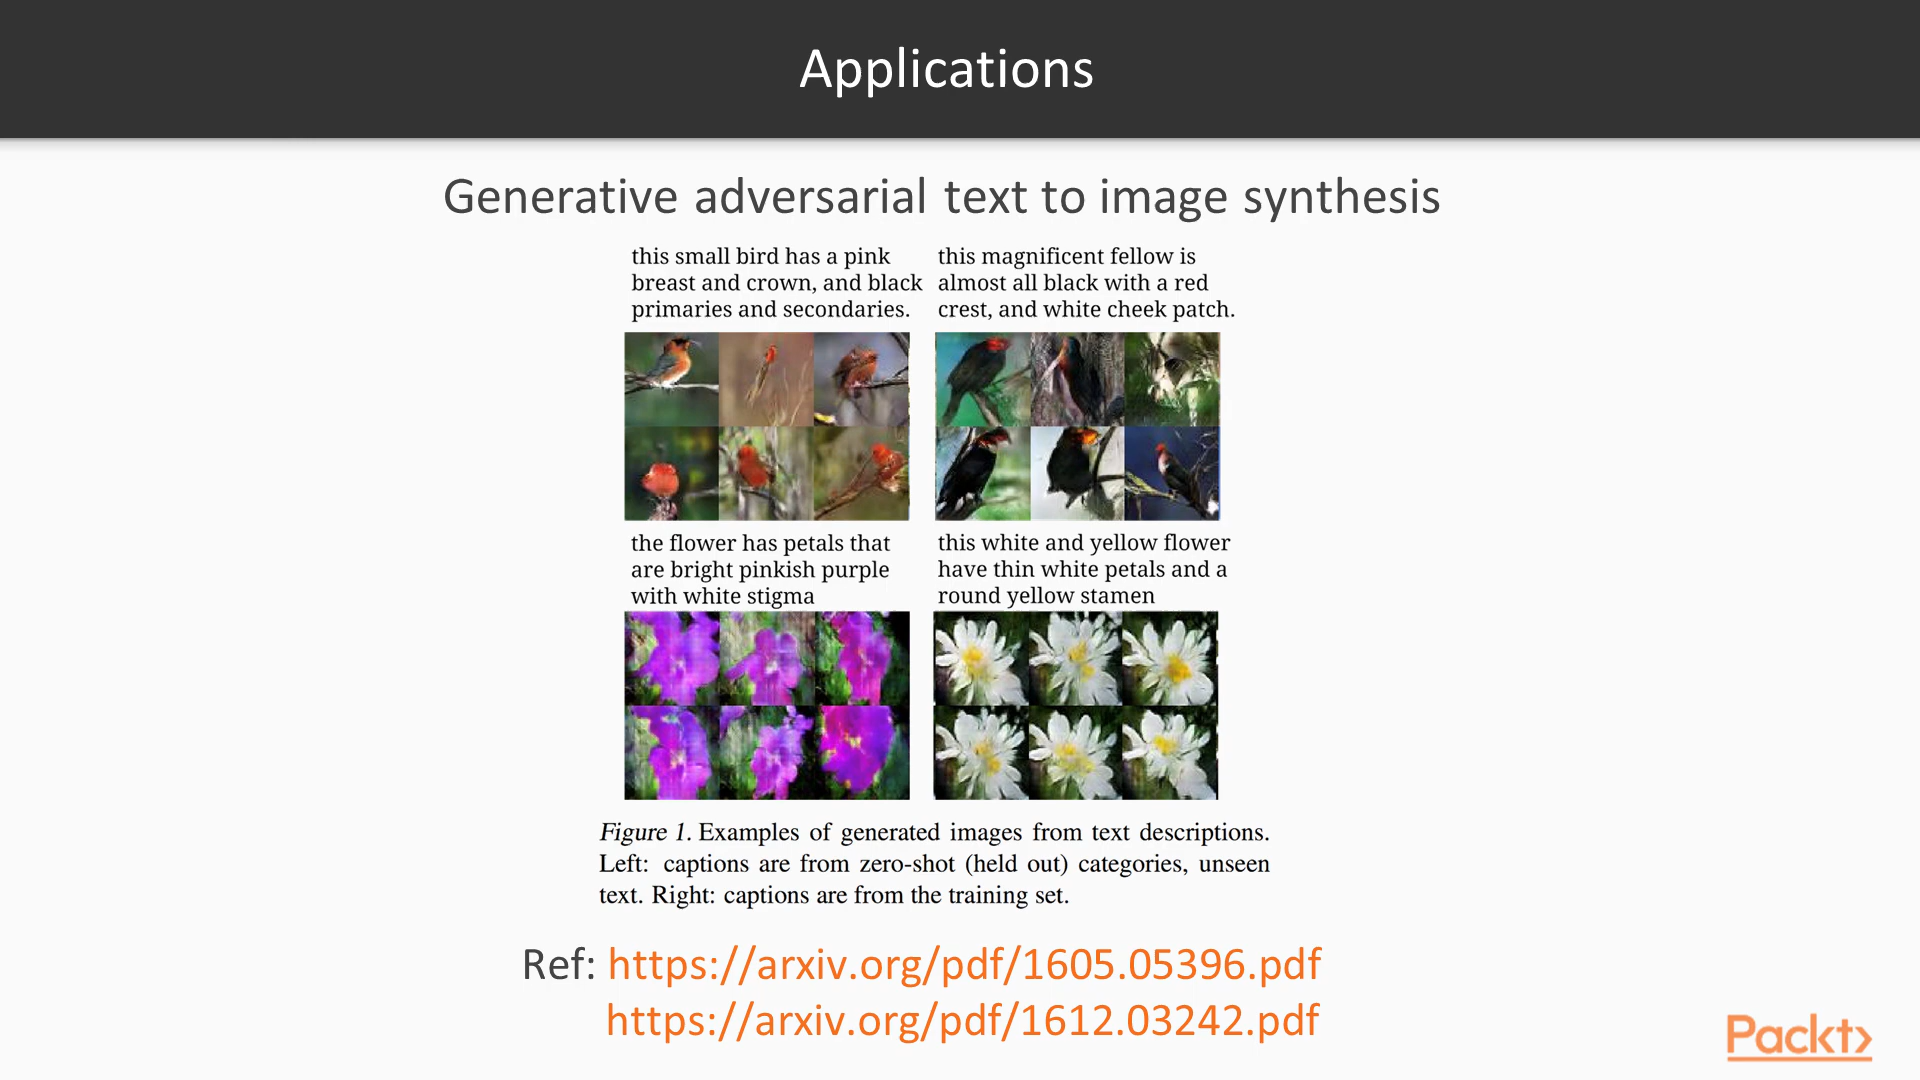 Applications
Generative adversarial text to image synthesis
this small bird has a pink
breast and crown, and black
primaries and secondaries.
this magnificent fellow is
almost all black with a red
crest, and white cheek patch.
the flower has petals that
are bright pinkish purple
with white stigma
this white and yellow flower
have thin white petals and a
round yellow stamen
Figure 1. Examples of generated images from text descriptions.
Left: captions are from zero-shot (held out) categories, unseen
text. Right: captions are from the training set.
Ref: https://arxiv.org/pdf/1605.05396.pdf
https://arxiv.org/pdf/1612.03242.pdf
Packt>